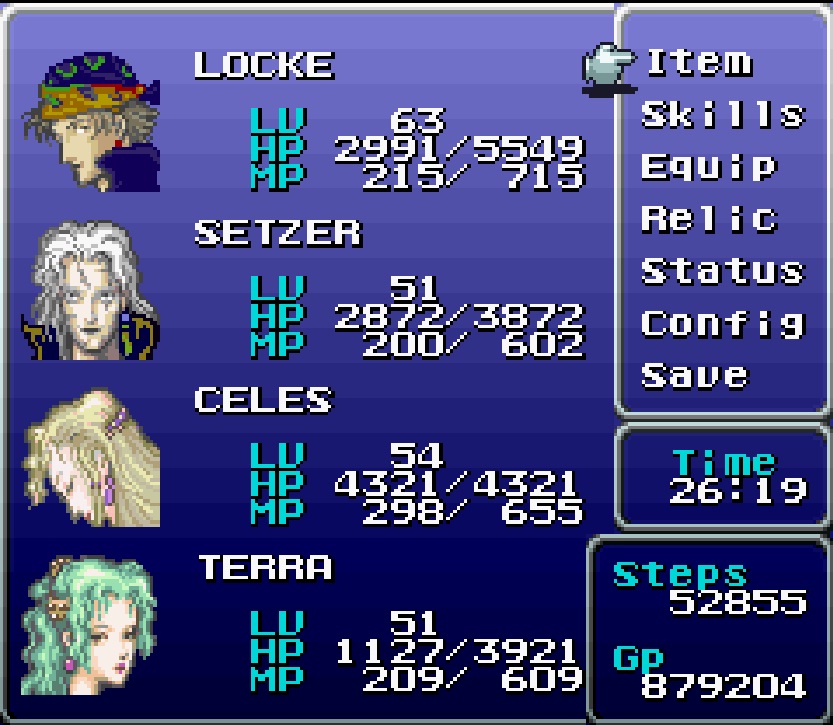 LOCKE
LV 63
HP 2991/5549
MP 215/ 715
SETZER
LV 51
HP 2872/3872
MP 200/ 602
CELES
LV 54
HP 4321/4321
MP 298/ 655
TERRA
LV 51
HP 1127/3921
MP 209/ 609
Item
Skills
Equip
Relic
Status
Config
Save
Time
26:19
Steps
52855
Gp
879204